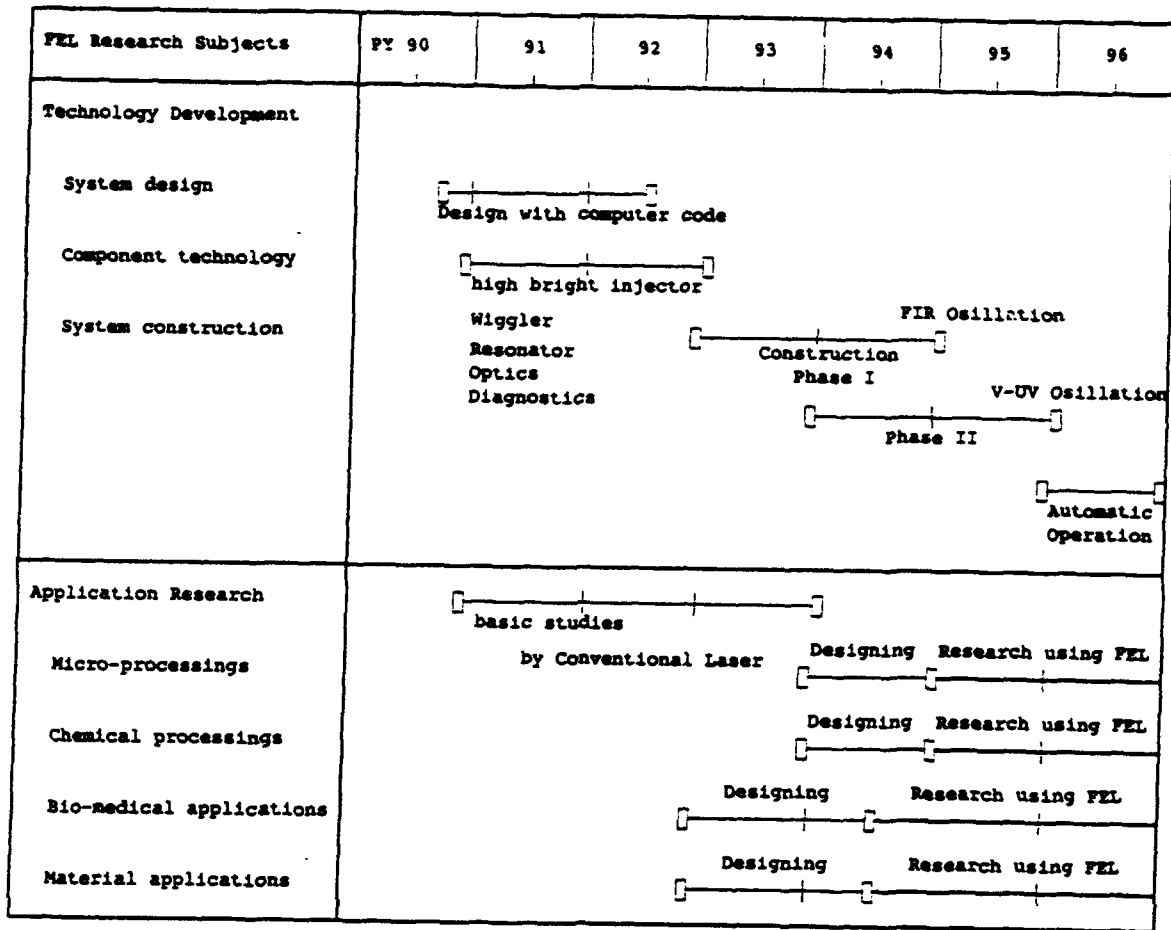 FEL Research Subjects PY 90 91 92 93 94 95 96
Technology Development
System design
Design with computer code
Component technology
high bright injector
System construction
Wiggler
FIR Osillation
Resonator
Construction
Optics
Phase I
Diagnostics
V-UV Osillation
Phase II
Automatic
Operation
Application Research
basic studies
by Conventional Laser
Micro-processings
Designing Research using FEL
Chemical processings
Designing Research using FEL
Bio-medical applications
Designing Research using FEL
Material applications
Designing Research using FEL